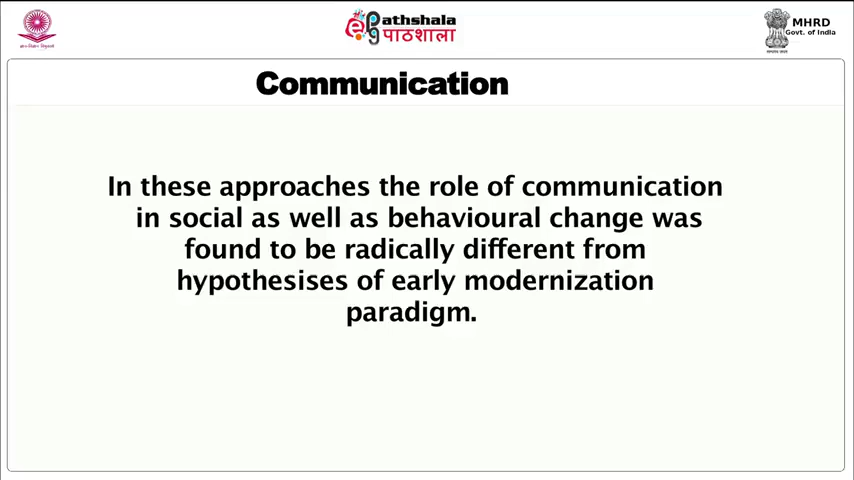 ePathshala
पाठशाला
MHRD
Govt. of India
Communication
In these approaches the role of communication
in social as well as behavioural change was
found to be radically different from
hypothesises of early modernization
paradigm.